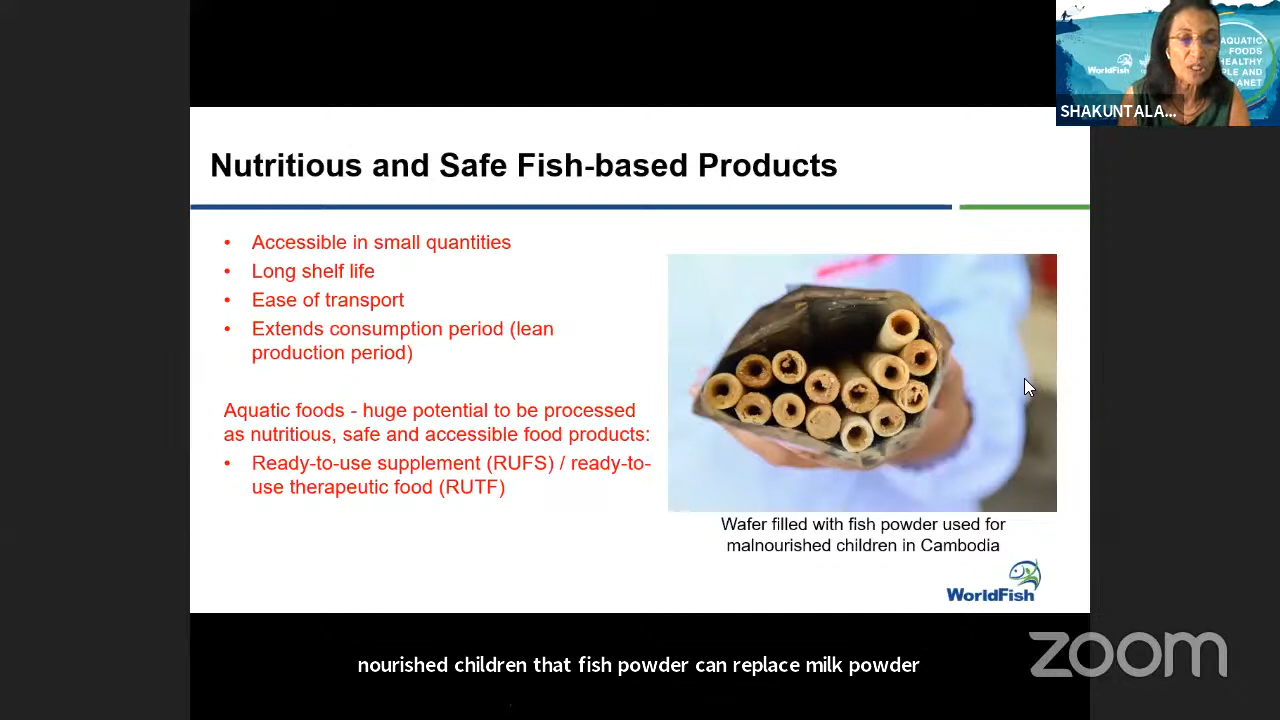 AQUATIC
FOODS
HEALTHY
PLE AND
LANET
WorldFish
SHAKUNTALA...
Nutritious and Safe Fish-based Products
• Accessible in small quantities
• Long shelf life
• Ease of transport
• Extends consumption period (lean
production period)
Aquatic foods - huge potential to be processed
as nutritious, safe and accessible food products:
• Ready-to-use supplement (RUFS) / ready-to-
use therapeutic food (RUTF)
Wafer filled with fish powder used for
malnourished children in Cambodia
WorldFish
nourished children that fish powder can replace milk powder
zoom